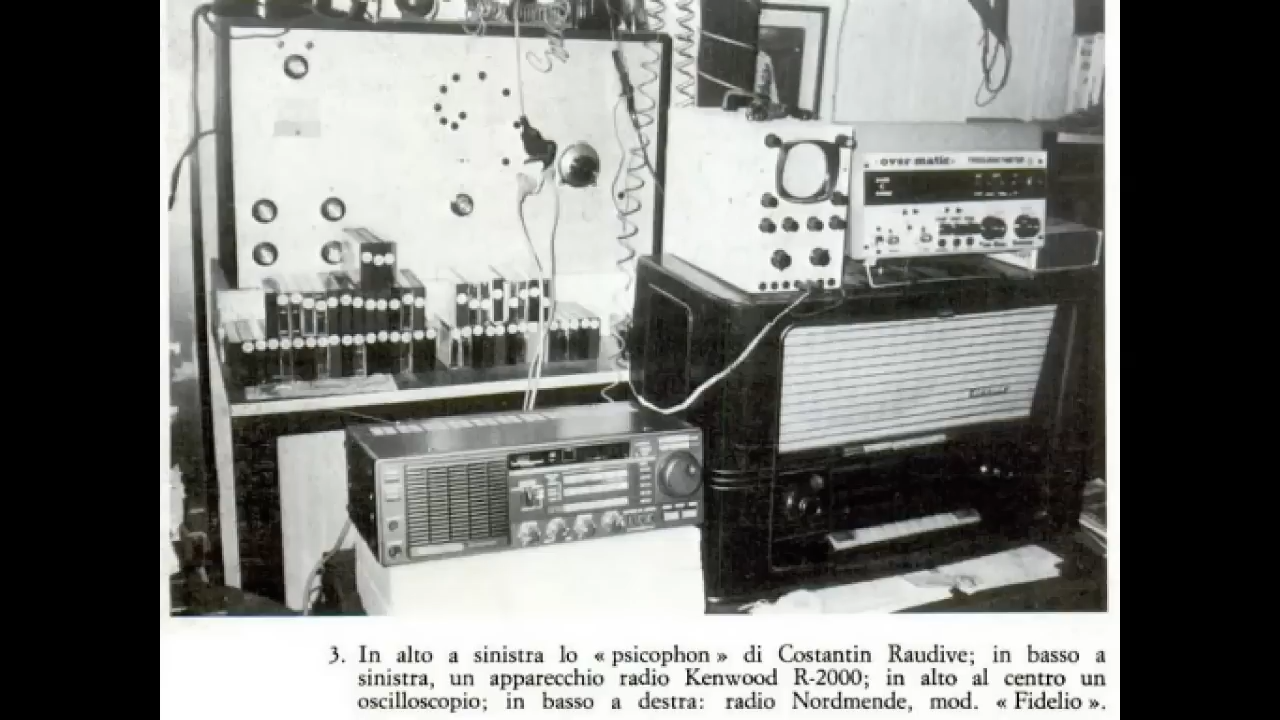 over matic
3. In alto a sinistra lo « psicophon » di Costantin Raudive; in basso a
sinistra, un apparecchio radio Kenwood R-2000; in alto al centro un
oscilloscopio; in basso a destra: radio Nordmende, mod. « Fidelio ».